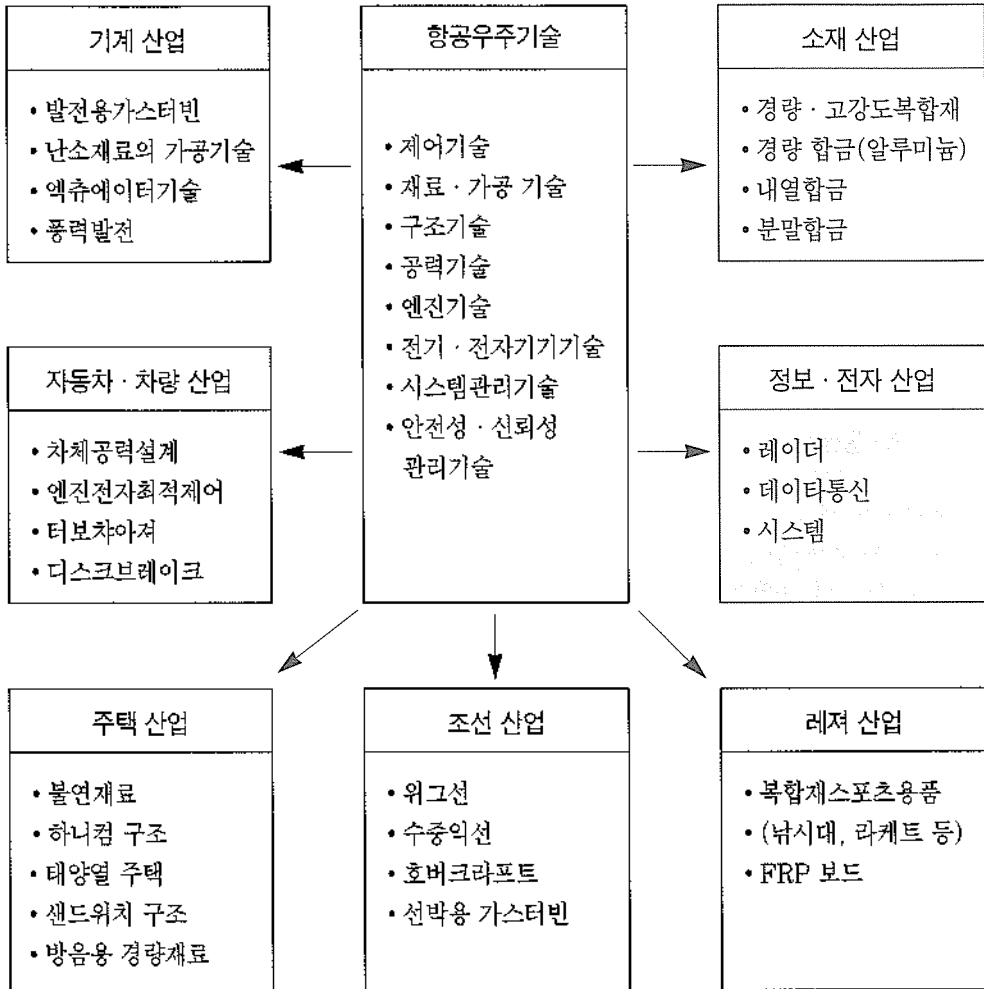 기계 산업
• 발전용가스터빈
• 난소재료의 가공기술
• 엑츄에이터기술
• 풍력발전
항공우주기술
• 제어기술
• 재료 · 가공 기술
• 구조기술
• 공력기술
• 엔진기술
• 전기 · 전자기기기술
• 시스템관리기술
• 안전성 · 신뢰성
관리기술
소재 산업
• 경량 · 고강도복합재
• 경량 합금(알루미늄)
• 내열합금
• 분말합금
자동차 · 차량 산업
• 차체공력설계
• 엔진전자최적제어
• 터보챠아져
• 디스크브레이크
정보 · 전자 산업
• 레이더
• 데이타통신
• 시스템
주택 산업
• 불연재료
• 하니컴 구조
• 태양열 주택
• 샌드위치 구조
• 방음용 경량재료
조선 산업
• 위그선
• 수중익선
• 호버크라프트
• 선박용 가스터빈
레져 산업
• 복합재스포츠용품
• (낚시대, 라케트 등)
• FRP 보드